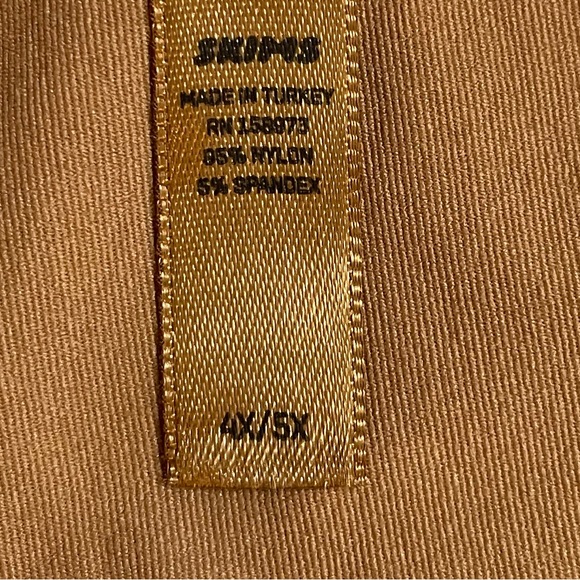 SKIMS
MADE IN TURKEY
RN 158973
95% NYLON
5% SPANDEX
4X/5X